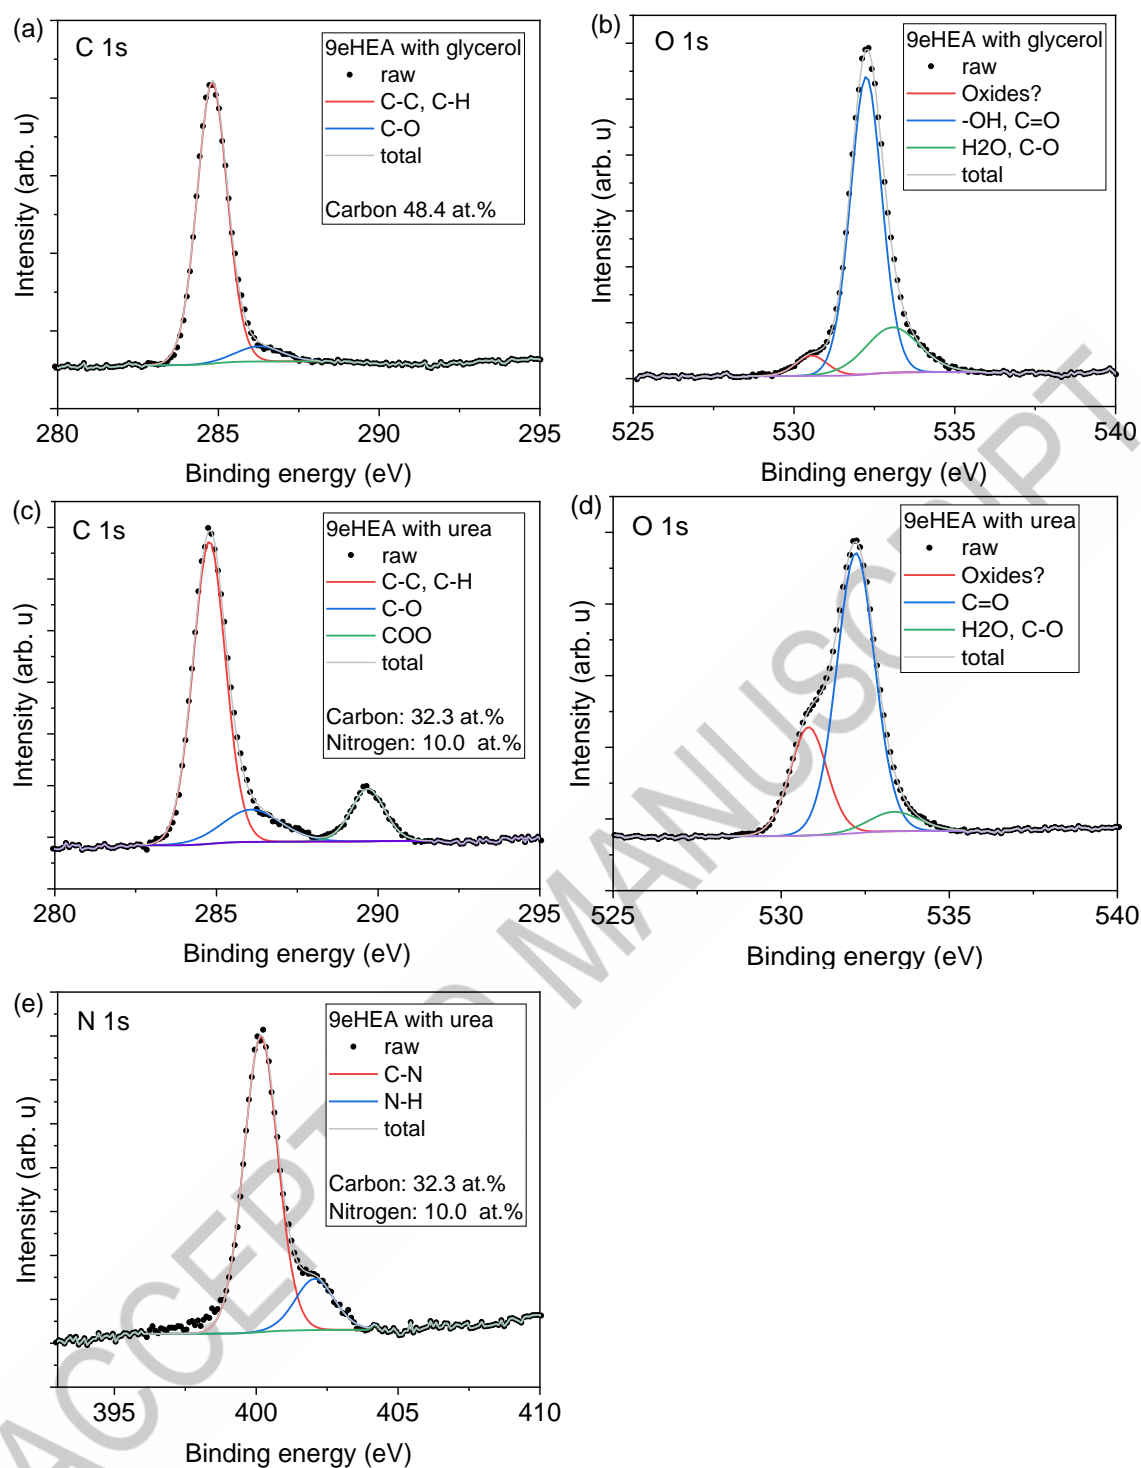 (a)
C 1s
9eHEA with glycerol
raw
C-C, C-H
C-O
total
Carbon 48.4 at.%
Intensity (arb. u)
280 285 290 295
Binding energy (eV)
(b)
O 1s
9eHEA with glycerol
raw
Oxides?
-OH, C=O
H2O, C-O
total
Intensity (arb. u)
525 530 535 540
Binding energy (eV)
(c)
C 1s
9eHEA with urea
raw
C-C, C-H
C-O
COO
total
Carbon: 32.3 at.%
Nitrogen: 10.0 at.%
Intensity (arb. u)
280 285 290 295
Binding energy (eV)
(d)
O 1s
9eHEA with urea
raw
Oxides?
C=O
H2O, C-O
total
Intensity (arb. u)
525 530 535 540
Binding energy (eV)
(e)
N 1s
9eHEA with urea
raw
C-N
N-H
total
Carbon: 32.3 at.%
Nitrogen: 10.0 at.%
Intensity (arb. u)
395 400 405 410
Binding energy (eV)
ACCEPTED MANUSCRIPT